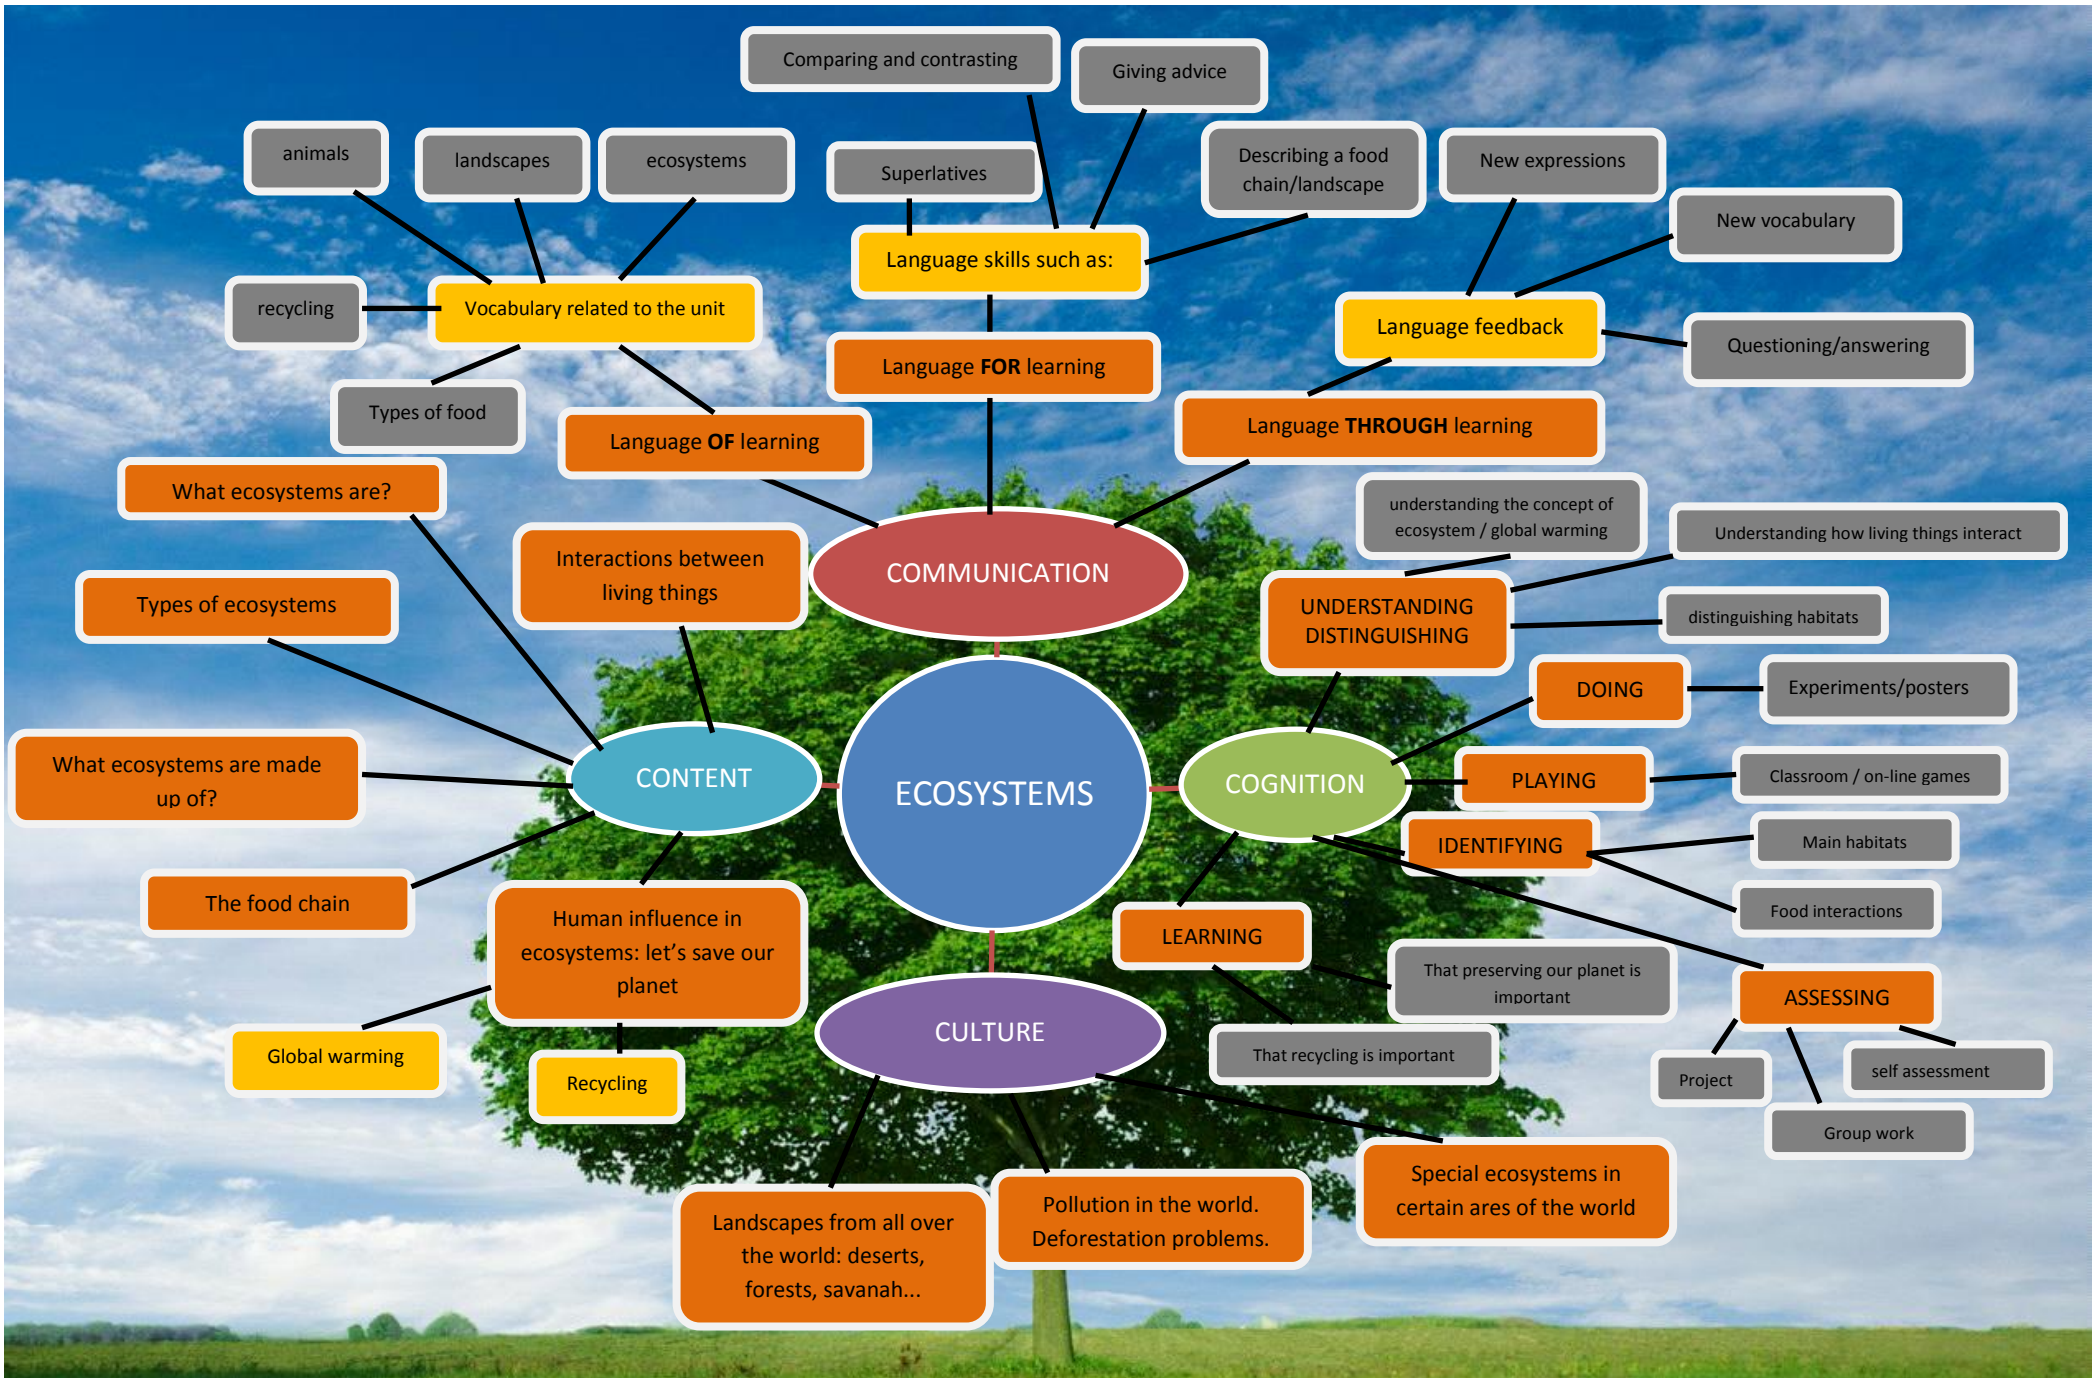 Comparing and contrasting
Giving advice
animals
landscapes
ecosystems
Superlatives
Describing a food
chain/landscape
New expressions
New vocabulary
recycling
Vocabulary related to the unit
Language skills such as:
Language feedback
Questioning/answering
Types of food
Language OF learning
Language FOR learning
Language THROUGH learning
What ecosystems are?
Interactions between
living things
Types of ecosystems
What ecosystems are made
up of?
The food chain
Human influence in
ecosystems: let's save our
planet
Global warming
Recycling
COMMUNICATION
CONTENT
ECOSYSTEMS
COGNITION
CULTURE
understanding the concept of
ecosystem / global warming
Understanding how living things interact
UNDERSTANDING
DISTINGUISHING
distinguishing habitats
DOING
Experiments/posters
PLAYING
Classroom / on-line games
IDENTIFYING
Main habitats
Food interactions
LEARNING
That preserving our planet is
important
That recycling is important
ASSESSING
Project
self assessment
Group work
Landscapes from all over
the world: deserts,
forests, savanah...
Pollution in the world.
Deforestation problems.
Special ecosystems in
certain ares of the world